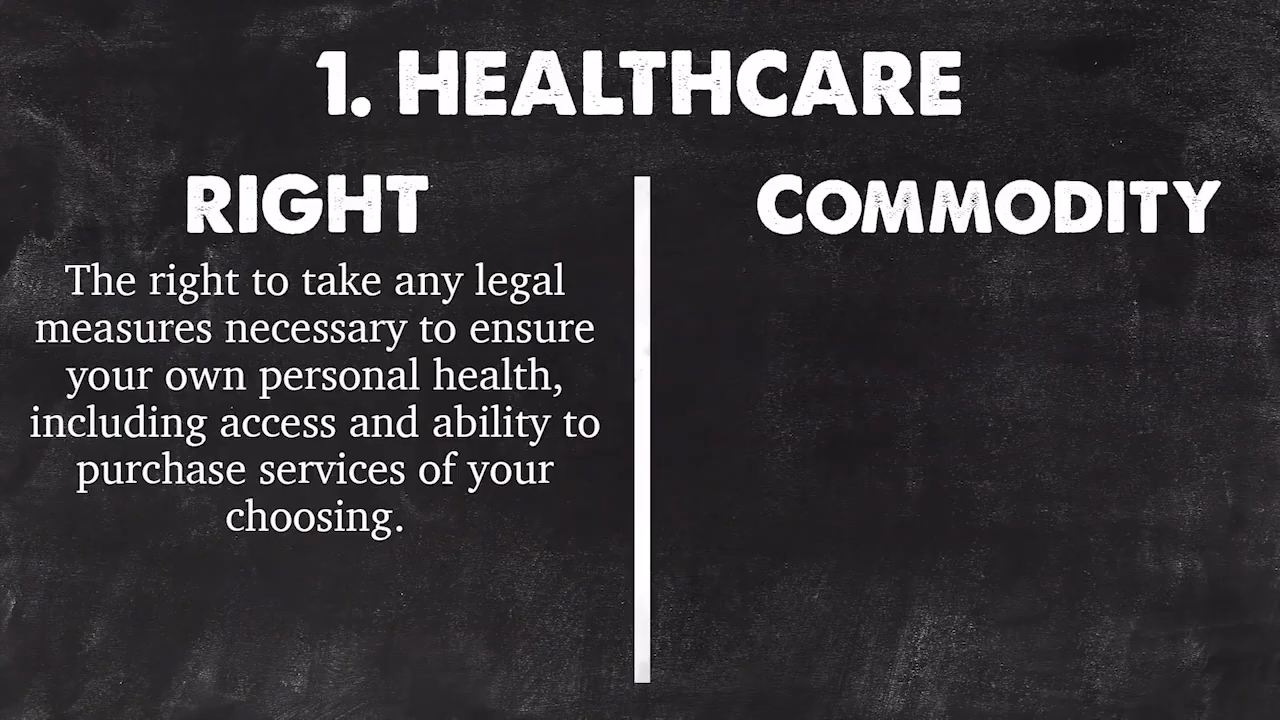 1. HEALTHCARE
RIGHT
The right to take any legal
measures necessary to ensure
your own personal health,
including access and ability to
purchase services of your
choosing.
COMMODITY